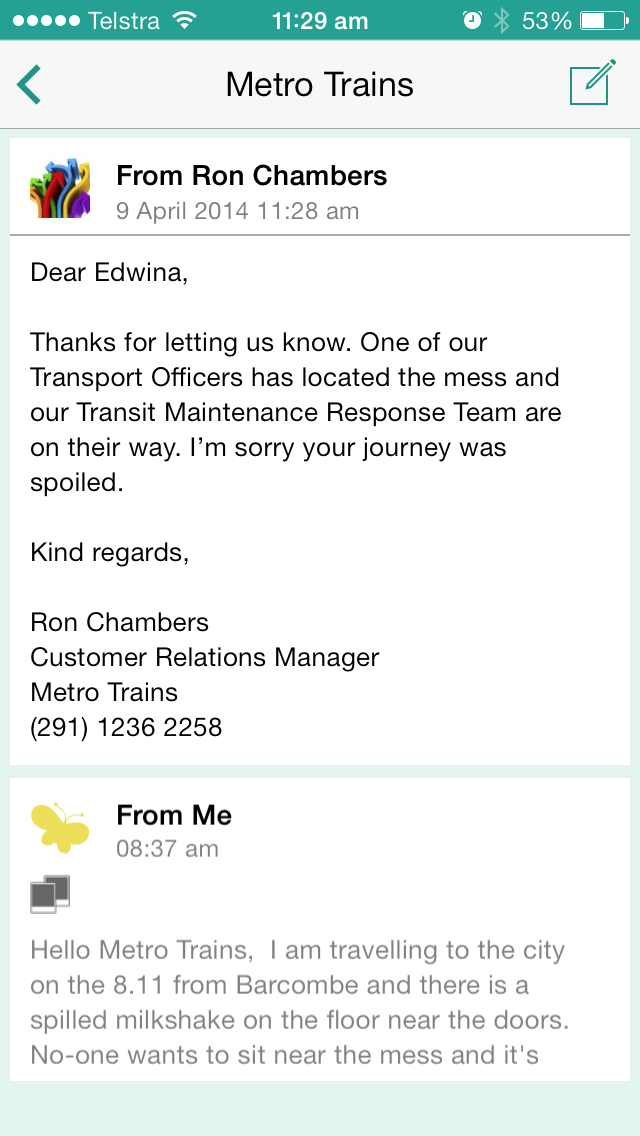 Telstra 11:29 am 53%
Metro Trains
From Ron Chambers
9 April 2014 11:28 am
Dear Edwina,
Thanks for letting us know. One of our
Transport Officers has located the mess and
our Transit Maintenance Response Team are
on their way. I’m sorry your journey was
spoiled.
Kind regards,
Ron Chambers
Customer Relations Manager
Metro Trains
(291) 1236 2258
From Me
08:37 am
Hello Metro Trains,  I am travelling to the city
on the 8.11 from Barcombe and there is a
spilled milkshake on the floor near the doors.
No-one wants to sit near the mess and it's